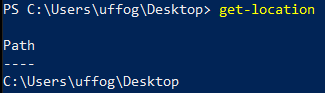 PS C:\Users\uffog\Desktop> get-location
Path
----
C:\Users\uffog\Desktop